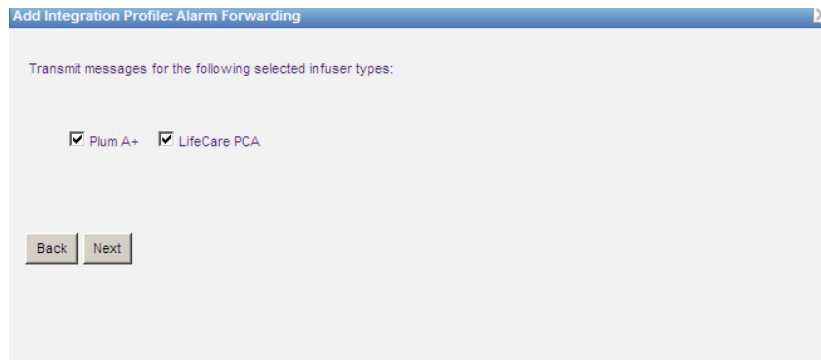 Add Integration Profile: Alarm Forwarding
Transmit messages for the following selected infuser types:
Plum A+ LifeCare PCA
Back Next